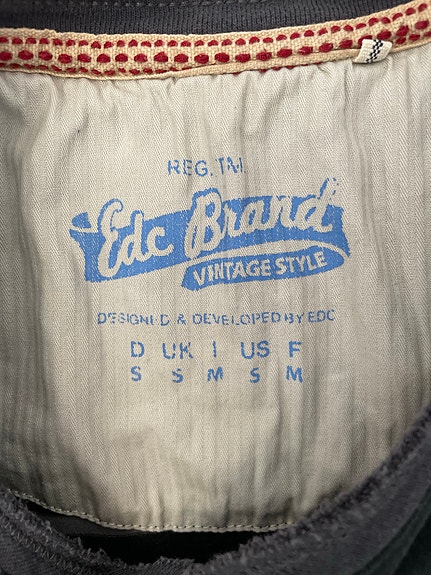 REG. TM.
Edc Brand
VINTAGE STYLE
DESIGNED & DEVELOPED BY EDC
D UK I US F
S S M S M